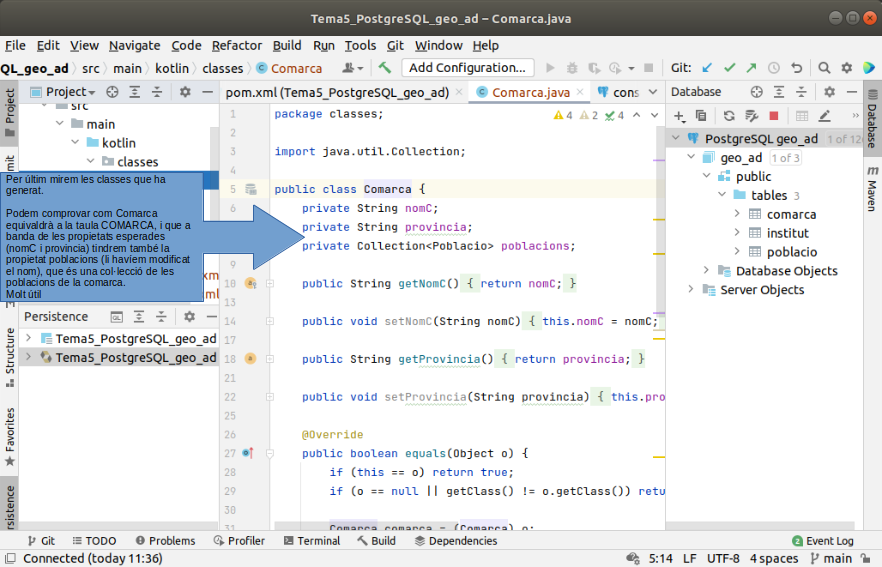 Tema5_PostgreSQL_geo_ad – Comarca.java
File Edit View Navigate Code Refactor Build Run Tools Git Window Help
QL_geo_ad src main kotlin classes Comarca Add Configuration... Git:
Project pom.xml (Tema5_PostgreSQL_geo_ad) Comarca.java cons Database
Project
src
main
kotlin
classes
mit
Per últim mirem les classes que ha
generat.
Podem comprovar com Comarca
equivaldrà a la taula COMARCA, i que a
banda de les propietats esperades
(nomC i provincia) tindrem també la
propietat poblacions (li havíem modificat
el nom), que és una col·lecció de les
poblacions de la comarca.
Molt útil
xm
xml
Persistence
Tema5_PostgreSQL_geo_ad
Tema5_PostgreSQL_geo_ad
Structure
Favorites
rsistence
4 2 4
1 package classes;
2
3 import java.util.Collection;
4
5 public class Comarca {
6 private String nomC;
private String provincia;
private Collection<Poblacio> poblacions;
9
10 public String getNomC() { return nomC; }
13
14 public void setNomC(String nomC) { this.nomC = nomC;
17
18 public String getProvincia() { return provincia; }
21
22 public void setProvincia(String provincia) { this.pro
25
26 @Override
27 public boolean equals(Object o) {
28 if (this == o) return true;
29 if (o == null || getClass() != o.getClass()) retu
30
31 Comarca comarca = (Comarca) o;
PostgreSQL geo_ad 1 of 12
geo_ad 1 of 3
public
tables 3
comarca
institut
poblacio
Database Objects
Server Objects
Database
m Maven
Git TODO Problems Profiler Terminal Build Dependencies 2 Event Log
Connected (today 11:36) 5:14 LF UTF-8 4 spaces main